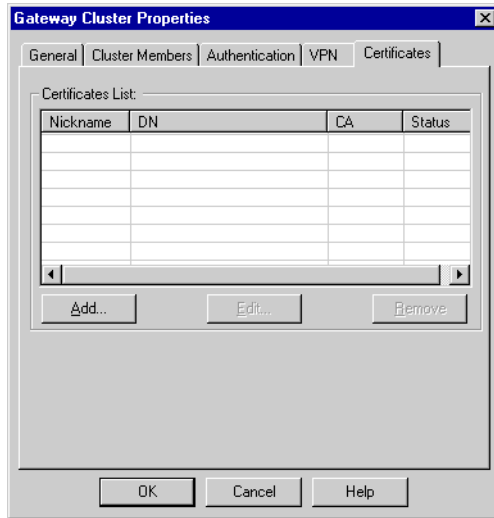 Gateway Cluster Properties
General Cluster Members Authentication VPN Certificates
Certificates List:
Nickname DN CA Status
Add... Edit... Remove
OK Cancel Help